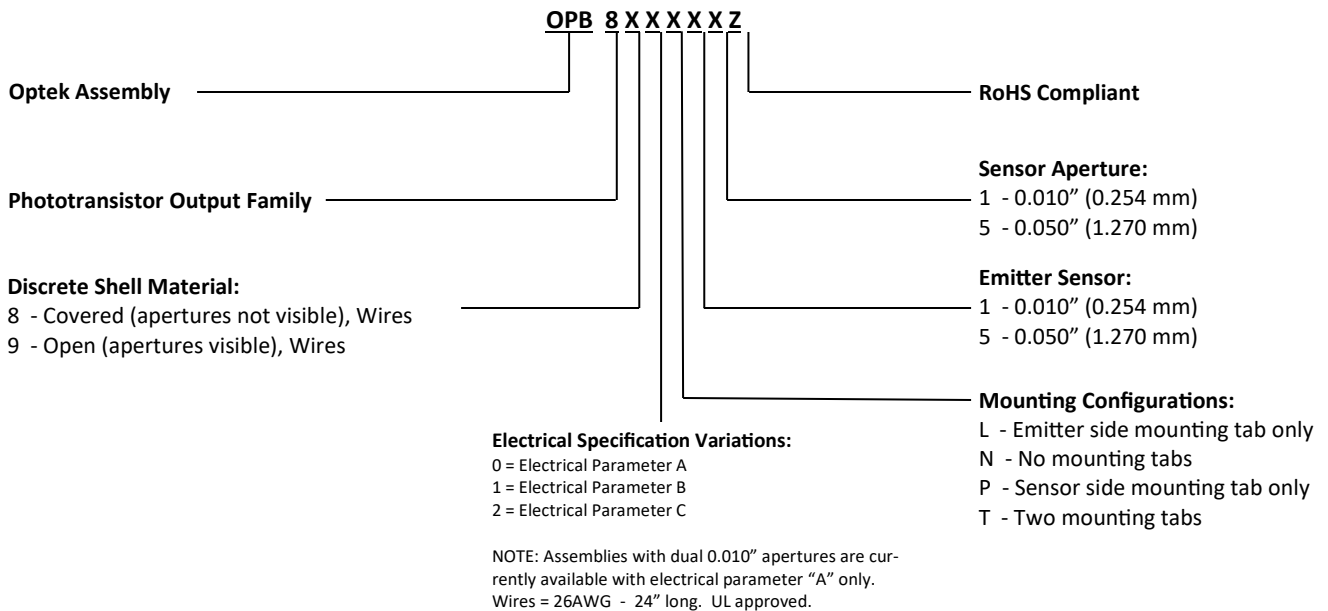 OPB 8 X X X X X Z
Optek Assembly
RoHS Compliant
Sensor Aperture:
1 - 0.010” (0.254 mm)
5 - 0.050” (1.270 mm)
Phototransistor Output Family
Emitter Sensor:
1 - 0.010” (0.254 mm)
5 - 0.050” (1.270 mm)
Discrete Shell Material:
8 - Covered (apertures not visible), Wires
9 - Open (apertures visible), Wires
Mounting Configurations:
L - Emitter side mounting tab only
N - No mounting tabs
P - Sensor side mounting tab only
T - Two mounting tabs
Electrical Specification Variations:
0 = Electrical Parameter A
1 = Electrical Parameter B
2 = Electrical Parameter C
NOTE: Assemblies with dual 0.010” apertures are cur-
rently available with electrical parameter “A” only.
Wires = 26AWG - 24” long. UL approved.